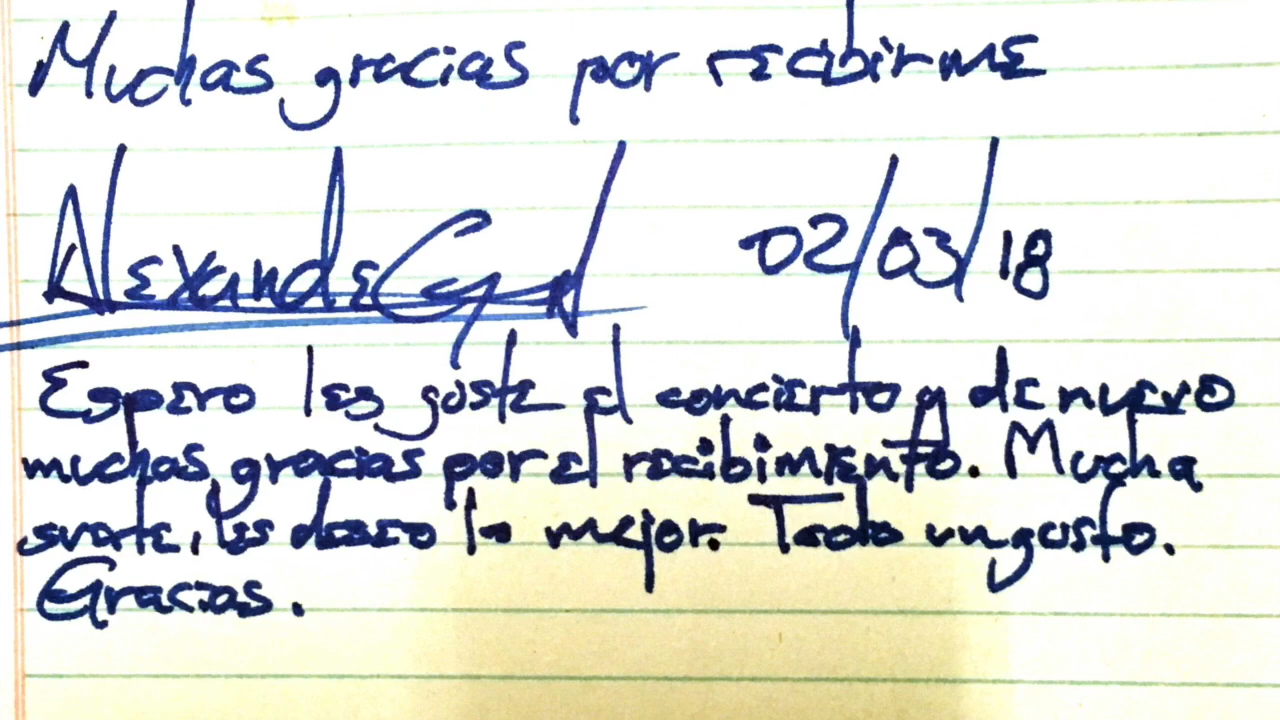 Muchas gracias por recibirme
Alexande 02/03/18
Espero les guste el concierto y de nuevo
muchas gracias por el recibimiento. Mucha
suerte, les deseo lo mejor. Todo un gusto.
Gracias.